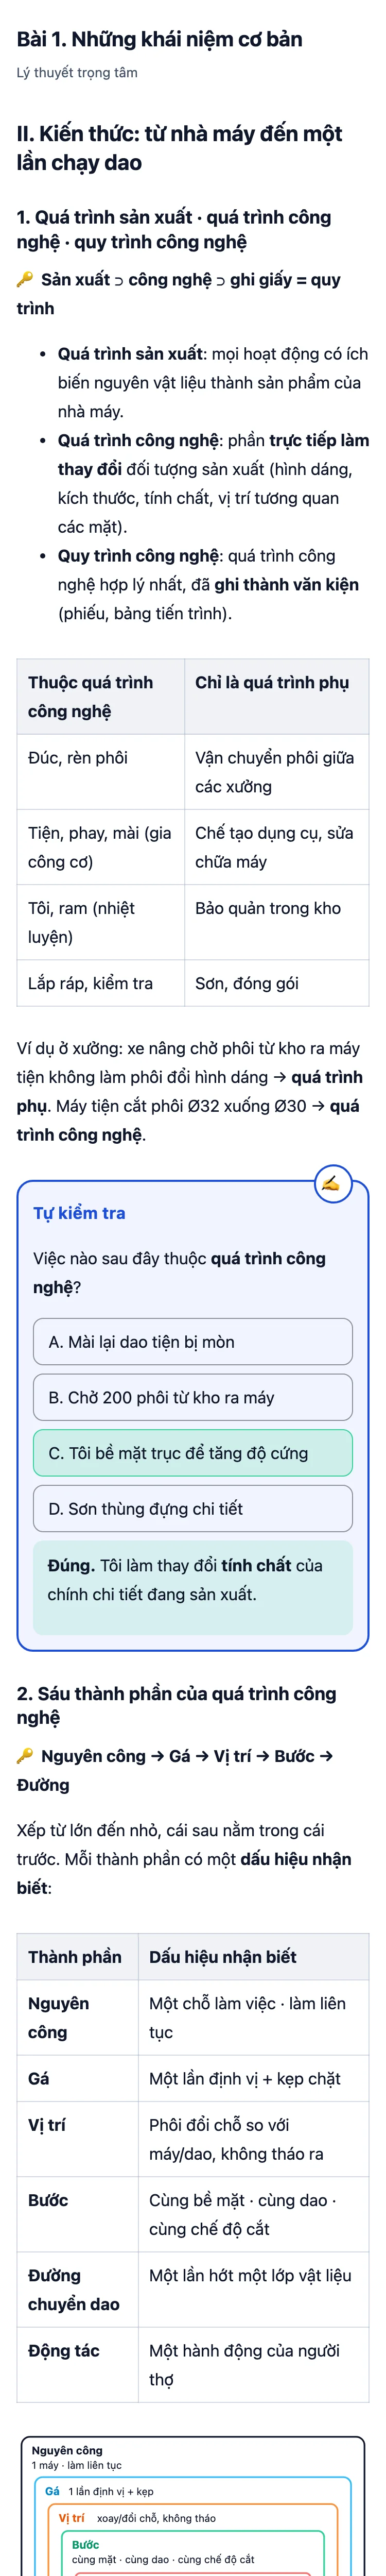 Bài 1. Những khái niệm cơ bản
Lý thuyết trọng tâm
II. Kiến thức: từ nhà máy đến một
lần chạy dao
1. Quá trình sản xuất · quá trình công
nghệ · quy trình công nghệ
🔑 Sản xuất ⊃ công nghệ ⊃ ghi giấy = quy
trình
• Quá trình sản xuất: mọi hoạt động có ích
biến nguyên vật liệu thành sản phẩm của
nhà máy.
• Quá trình công nghệ: phần trực tiếp làm
thay đổi đối tượng sản xuất (hình dáng,
kích thước, tính chất, vị trí tương quan
các mặt).
• Quy trình công nghệ: quá trình công
nghệ hợp lý nhất, đã ghi thành văn kiện
(phiếu, bảng tiến trình).
Thuộc quá trình
công nghệ
Chỉ là quá trình phụ
Đúc, rèn phôi
Vận chuyển phôi giữa
các xưởng
Tiện, phay, mài (gia
công cơ)
Chế tạo dụng cụ, sửa
chữa máy
Tôi, ram (nhiệt
luyện)
Bảo quản trong kho
Lắp ráp, kiểm tra
Sơn, đóng gói
Ví dụ ở xưởng: xe nâng chở phôi từ kho ra máy
tiện không làm phôi đổi hình dáng → quá trình
phụ. Máy tiện cắt phôi Ø32 xuống Ø30 → quá
trình công nghệ.
✍️
Tự kiểm tra
Việc nào sau đây thuộc quá trình công
nghệ?
A. Mài lại dao tiện bị mòn
B. Chở 200 phôi từ kho ra máy
C. Tôi bề mặt trục để tăng độ cứng
D. Sơn thùng đựng chi tiết
Đúng. Tôi làm thay đổi tính chất của
chính chi tiết đang sản xuất.
2. Sáu thành phần của quá trình công
nghệ
🔑 Nguyên công → Gá → Vị trí → Bước →
Đường
Xếp từ lớn đến nhỏ, cái sau nằm trong cái
trước. Mỗi thành phần có một dấu hiệu nhận
biết:
Thành phần
Dấu hiệu nhận biết
Nguyên
công
Một chỗ làm việc · làm liên
tục
Gá
Một lần định vị + kẹp chặt
Vị trí
Phôi đổi chỗ so với
máy/dao, không tháo ra
Bước
Cùng bề mặt · cùng dao ·
cùng chế độ cắt
Đường
chuyển dao
Một lần hớt một lớp vật liệu
Động tác
Một hành động của người
thợ
Nguyên công
1 máy · làm liên tục
Gá 1 lần định vị + kẹp
Vị trí xoay/đổi chỗ, không tháo
Bước
cùng mặt · cùng dao · cùng chế độ cắt